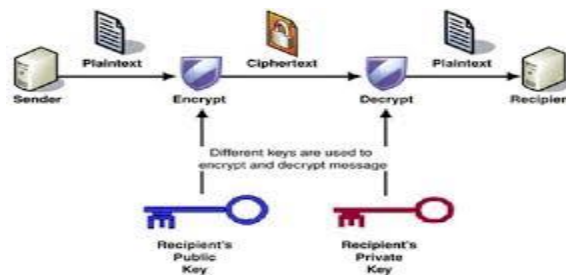 Plaintext
Ciphertext
Plaintext
Sender
Encrypt
Decrypt
Recipien
Different keys are used to
encrypt and decrypt message
Recipient's
Public
Key
Recipient's
Private
Key